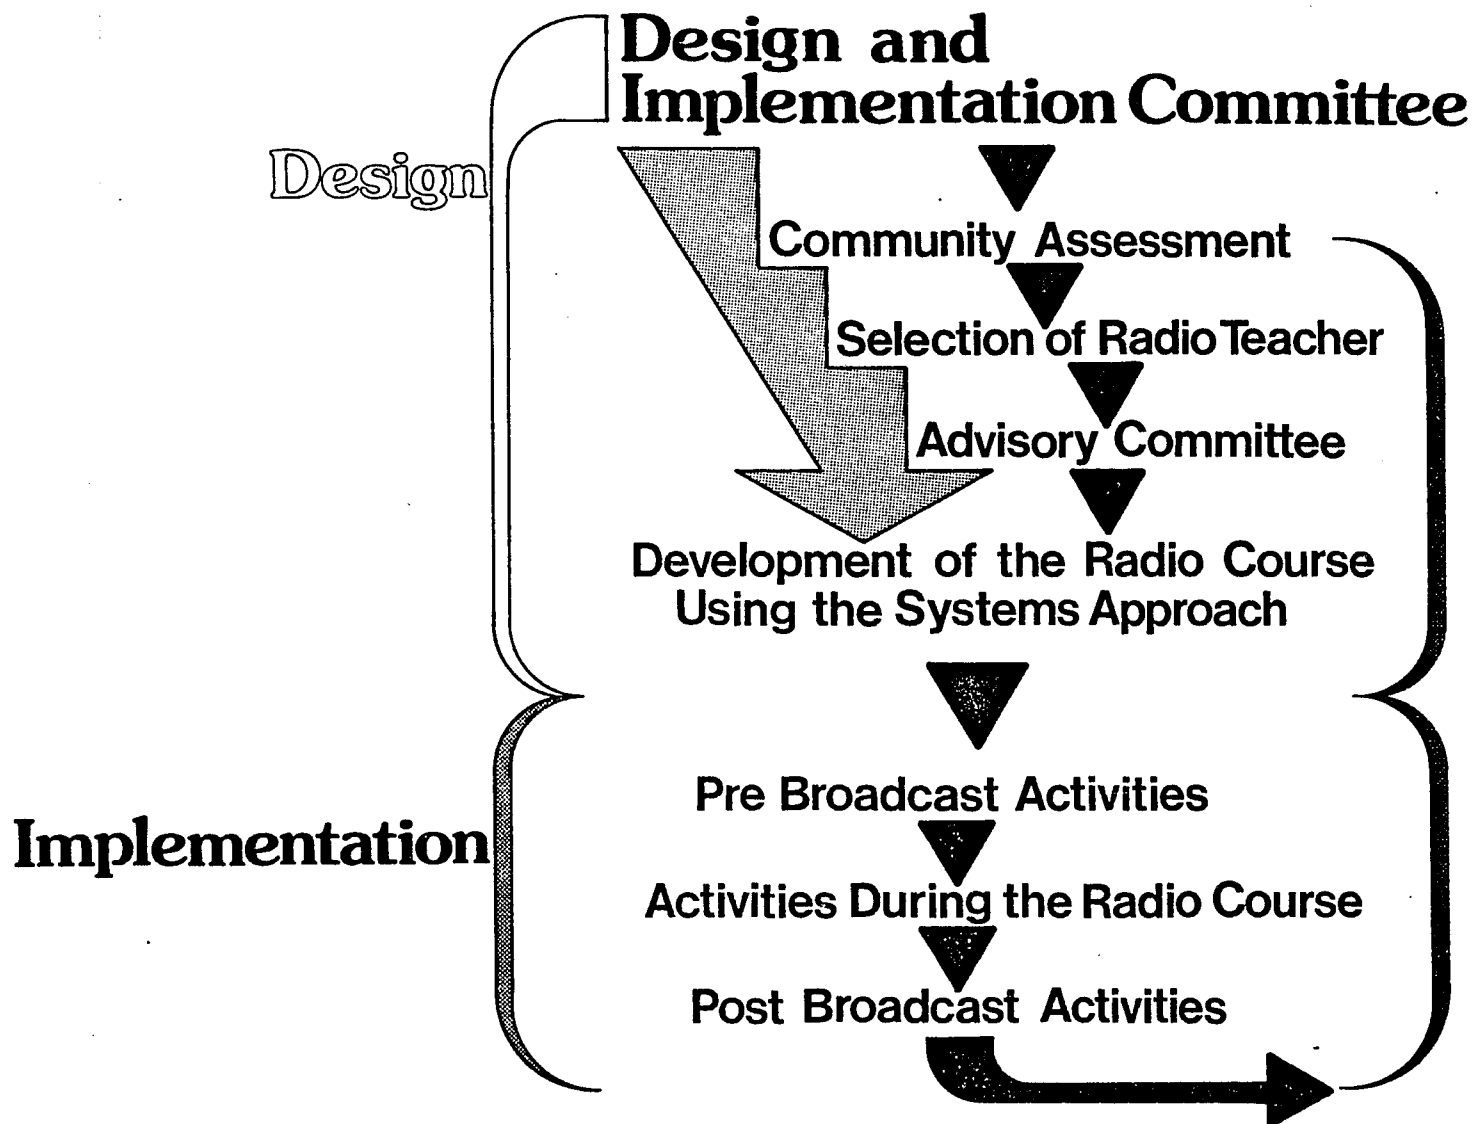 Design and
Implementation Committee
Design
Community Assessment
Selection of Radio Teacher
Advisory Committee
Development of the Radio Course
Using the Systems Approach
Pre Broadcast Activities
Implementation
Activities During the Radio Course
Post Broadcast Activities